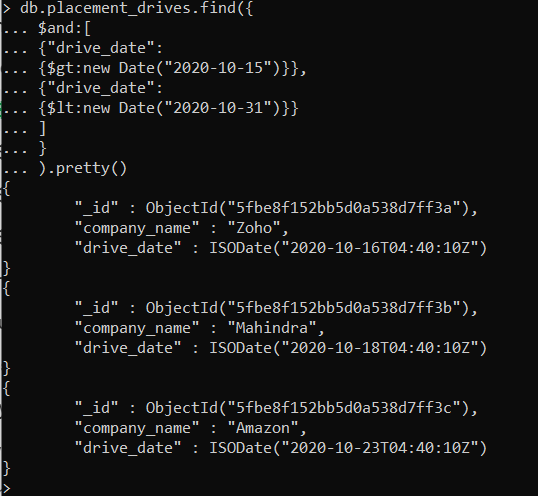 > db.placement_drives.find({
... $and:[
... {"drive_date":
... {$gt:new Date("2020-10-15")}},
... {"drive_date":
... {$lt:new Date("2020-10-31")}}
... ]
... }
... ).pretty()
{
        "_id" : ObjectId("5fbe8f152bb5d0a538d7ff3a"),
        "company_name" : "Zoho",
        "drive_date" : ISODate("2020-10-16T04:40:10Z")
}
{
        "_id" : ObjectId("5fbe8f152bb5d0a538d7ff3b"),
        "company_name" : "Mahindra",
        "drive_date" : ISODate("2020-10-18T04:40:10Z")
}
{
        "_id" : ObjectId("5fbe8f152bb5d0a538d7ff3c"),
        "company_name" : "Amazon",
        "drive_date" : ISODate("2020-10-23T04:40:10Z")
}
>